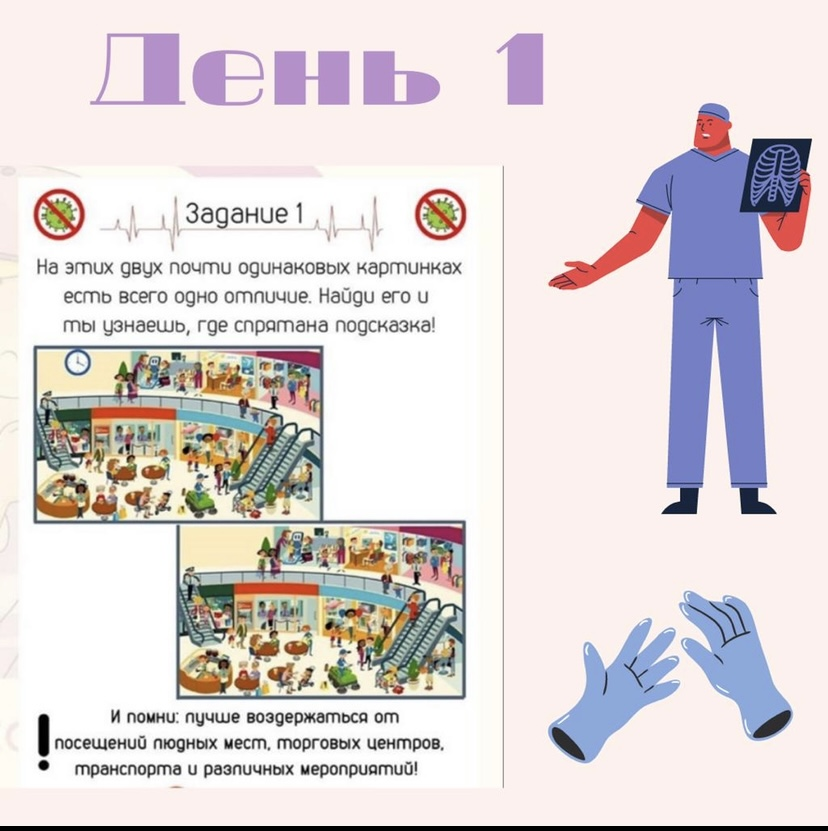 День 1
Задание 1
На этих двух почти одинаковых картинках
есть всего одно отличие. Найди его и
ты узнаешь, где спрятана подсказка!
И помни: лучше воздержаться от
посещений людных мест, торговых центров,
транспорта и различных мероприятий!